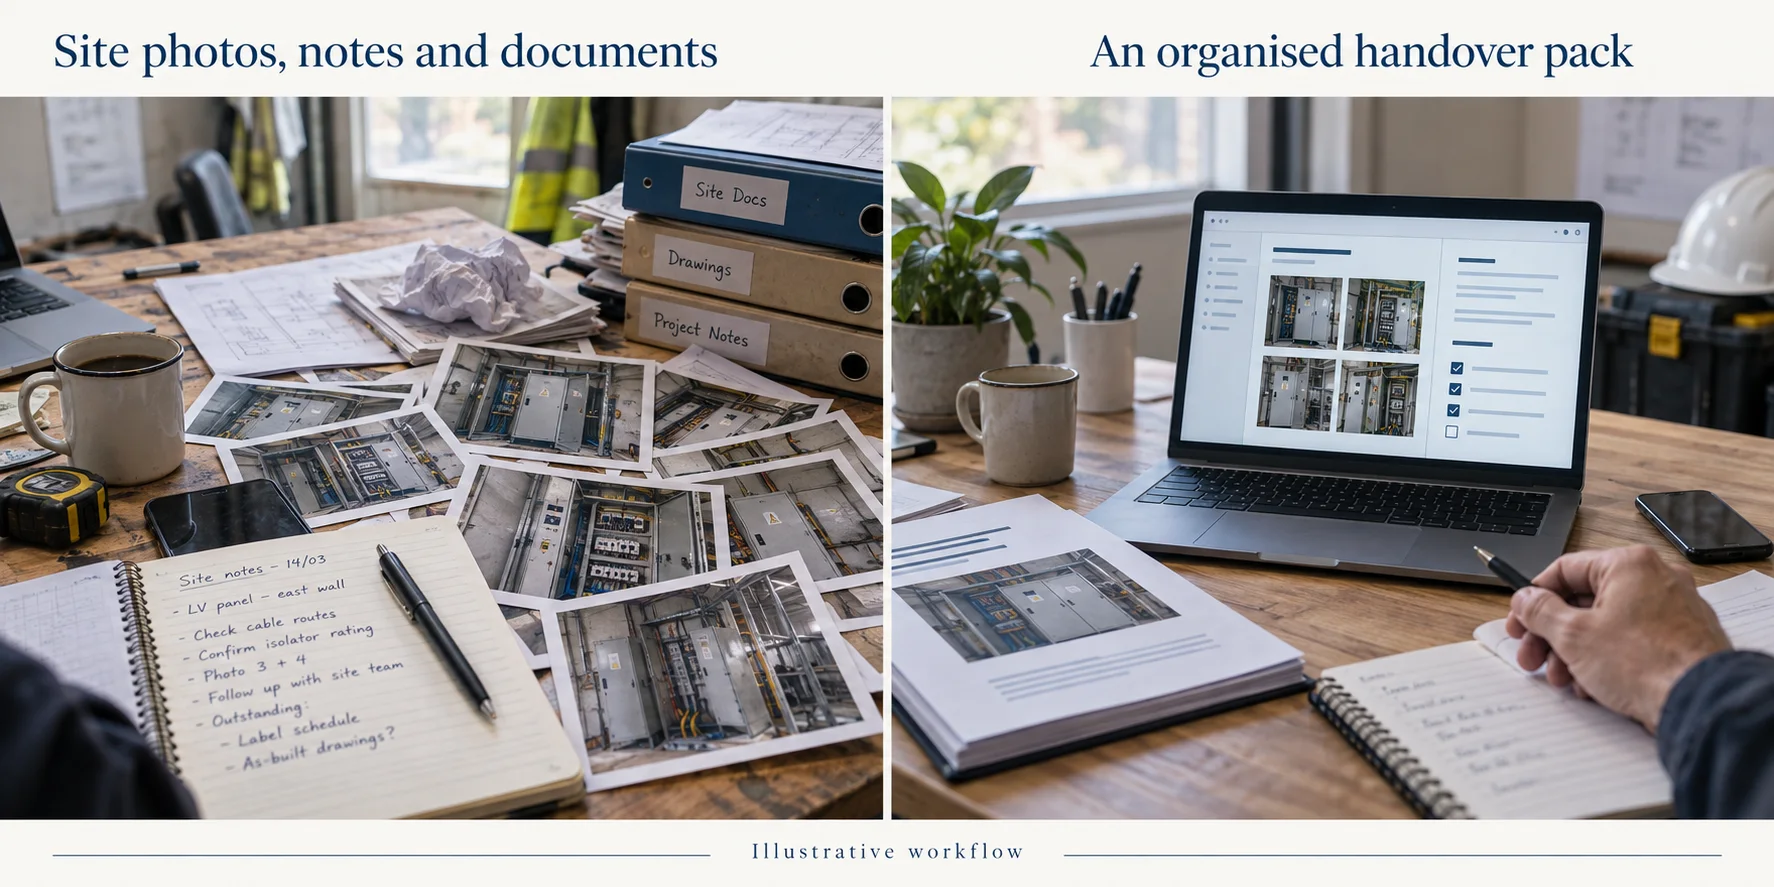 Site photos, notes and documents
An organised handover pack
Site Docs
Drawings
Project Notes
Site notes – 14/03
- LV panel – east wall
- Check cable routes
- Confirm isolator rating
- Photo 3 + 4
- Follow up with site team
- Outstanding:
- Label schedule
- As-built drawings?
Illustrative workflow